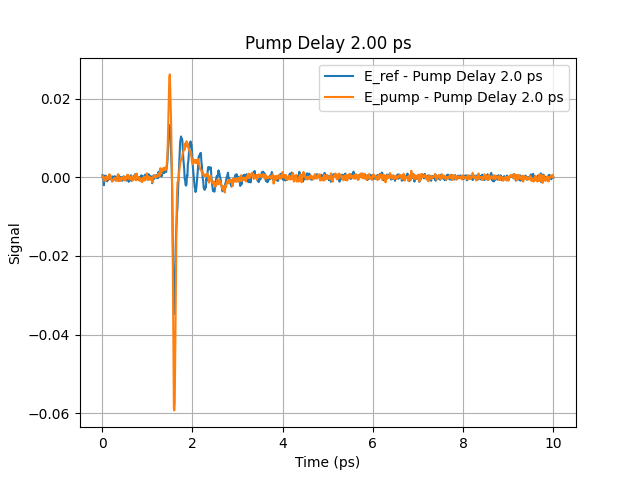 Pump Delay 2.00 ps
E_ref - Pump Delay 2.0 ps
E_pump - Pump Delay 2.0 ps
0.02
0.00
−0.02
−0.04
−0.06
Signal
0 2 4 6 8 10
Time (ps)